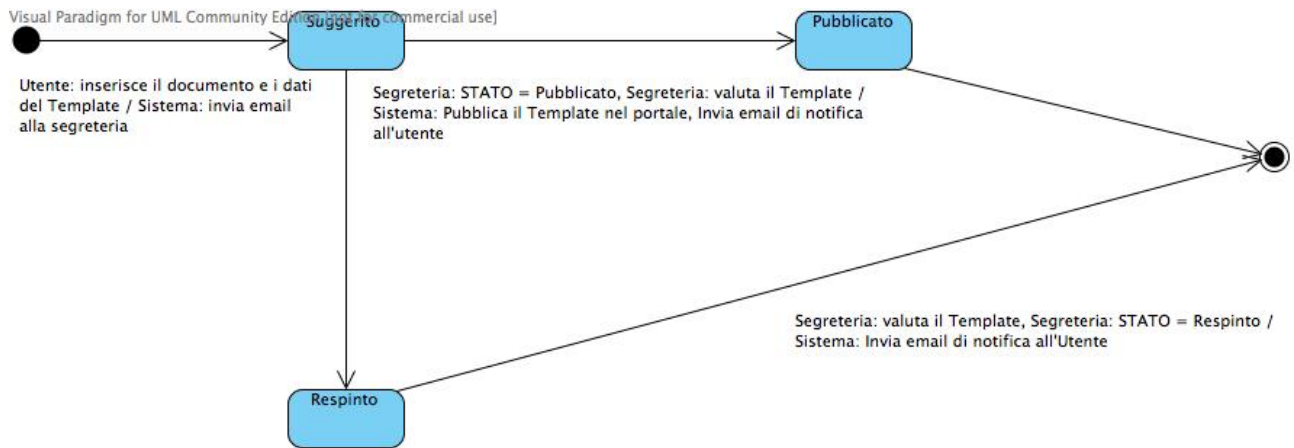 Visual Paradigm for UML Community Edition [not for commercial use]
Suggerito
Pubblicato
Utente: inserisce il documento e i dati
del Template / Sistema: invia email
alla segreteria
Segreteria: STATO = Pubblicato, Segreteria: valuta il Template /
Sistema: Pubblica il Template nel portale, Invia email di notifica
all'utente
Segreteria: valuta il Template, Segreteria: STATO = Respinto /
Sistema: Invia email di notifica all'Utente
Respinto